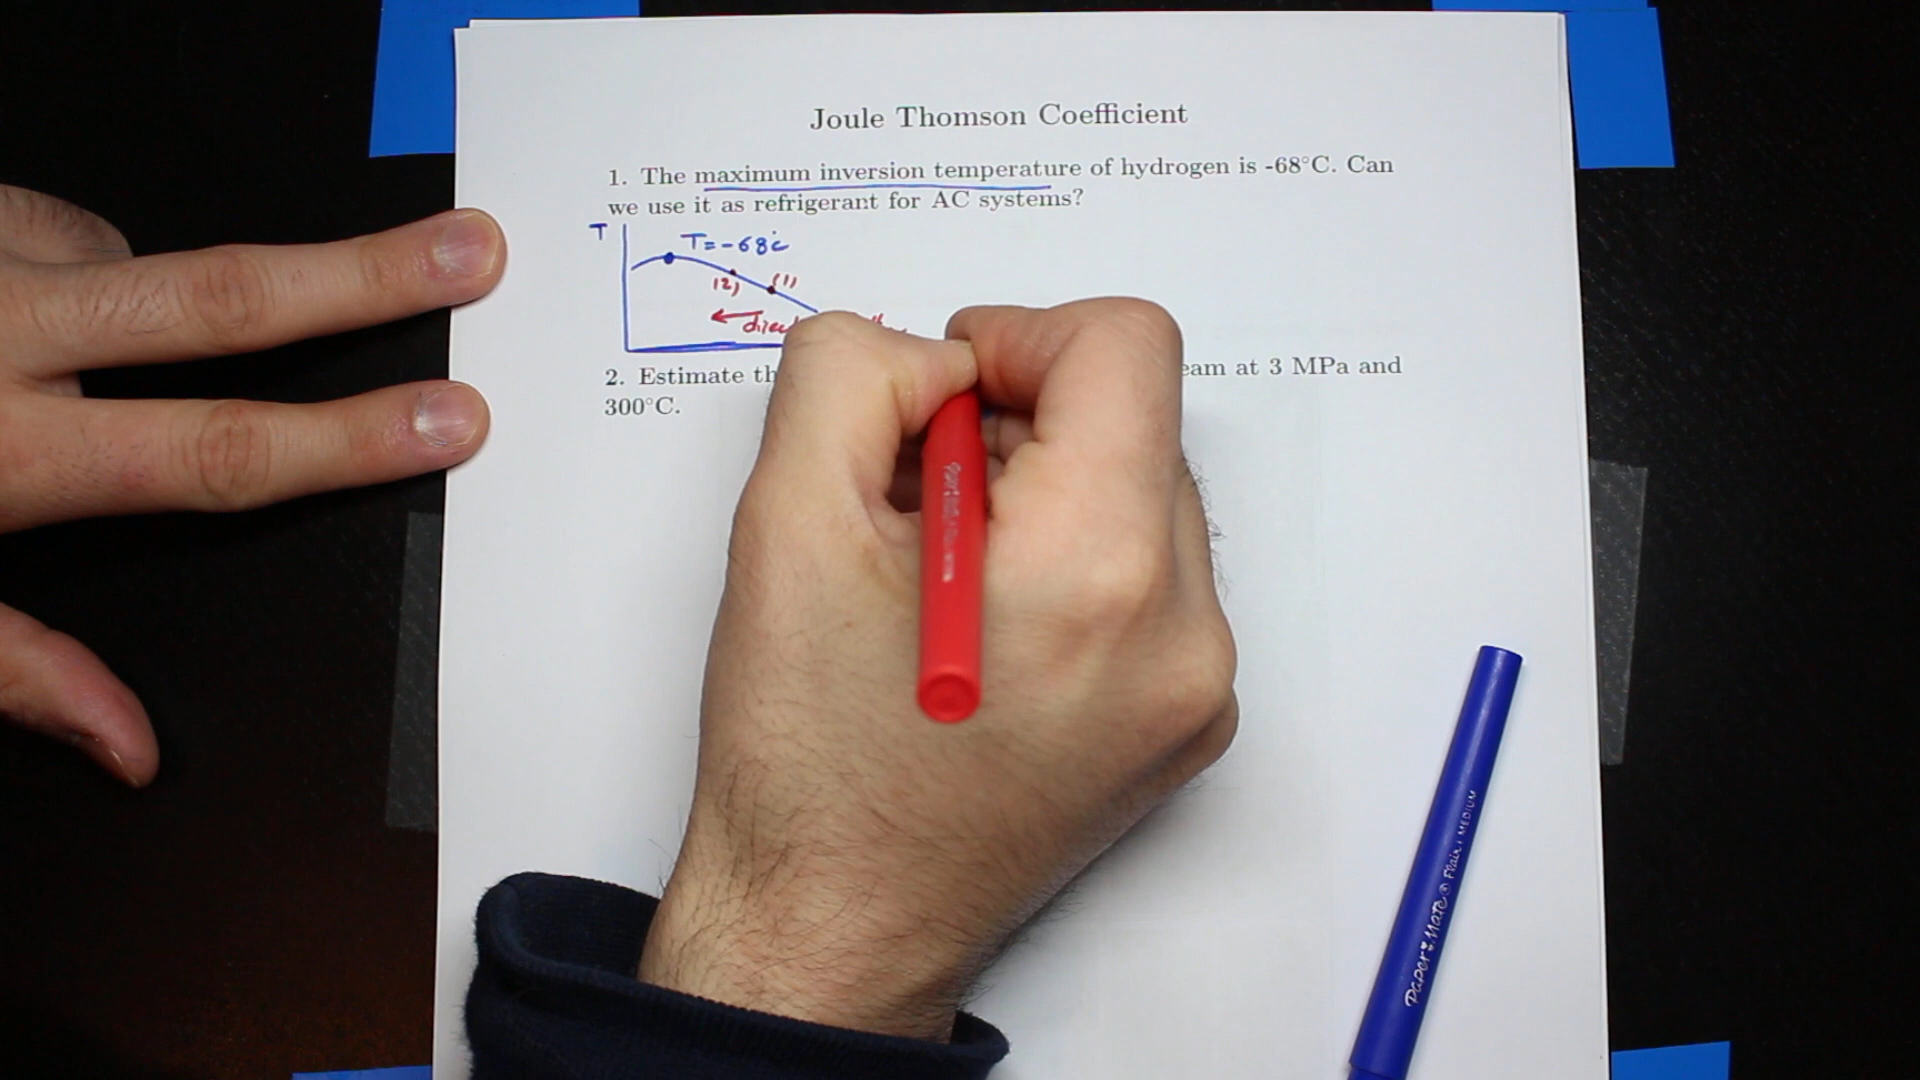 Joule Thomson Coefficient
1. The maximum inversion temperature of hydrogen is -68°C. Can
we use it as refrigerant for AC systems?
T
T=-68°C
(2) (1)
2. Estimate eam at 3 MPa and
300°C.
Paper Mate Flair MEDIUM